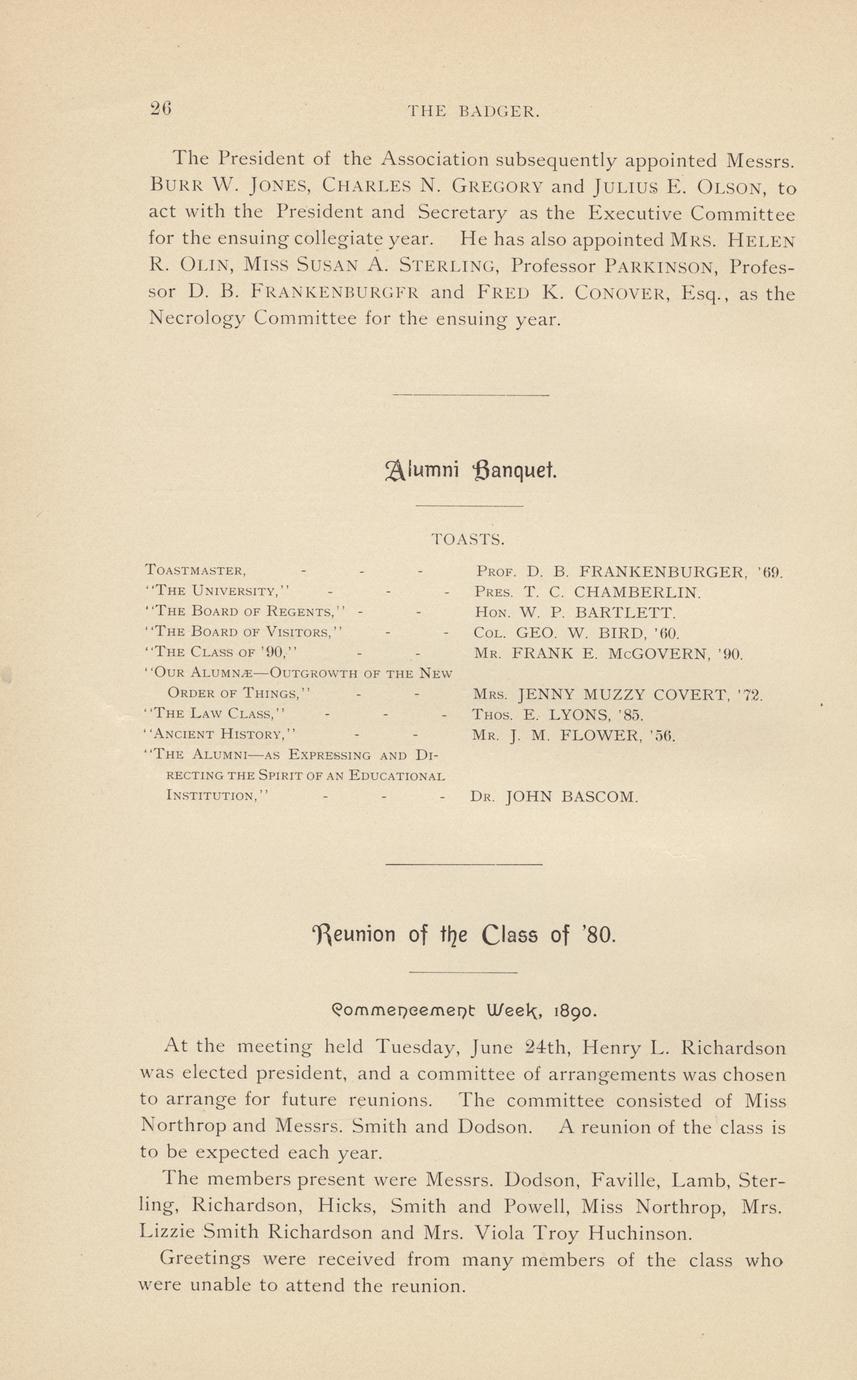 26 THE BADGER.
The President of the Association subsequently appointed Messrs.
BURR W. JONES, CHARLES N. GREGORY and JULIUS E. OLSON, to
act with the President and Secretary as the Executive Committee
for the ensuing collegiate year. He has also appointed MRS. HELEN
R. OLIN, MISS SUSAN A. STERLING, Professor PARKINSON, Profes-
sor D. B. FRANKENBURGER and FRED K. CONOVER, Esq., as the
Necrology Committee for the ensuing year.
Alumni Banquet.
TOASTS.
TOASTMASTER, - - - PROF. D. B. FRANKENBURGER, '69.
"THE UNIVERSITY," - - - PRES. T. C. CHAMBERLIN.
"THE BOARD OF REGENTS," - - HON. W. P. BARTLETT.
"THE BOARD OF VISITORS," - - COL. GEO. W. BIRD, '60.
"THE CLASS OF '90," - - MR. FRANK E. McGOVERN, '90.
"OUR ALUMNÆ—OUTGROWTH OF THE NEW
ORDER OF THINGS," - - MRS. JENNY MUZZY COVERT, '72.
"THE LAW CLASS," - - - THOS. E. LYONS, '85.
"ANCIENT HISTORY," - - MR. J. M. FLOWER, '56.
"THE ALUMNI—AS EXPRESSING AND DI-
RECTING THE SPIRIT OF AN EDUCATIONAL
INSTITUTION," - - - DR. JOHN BASCOM.
Reunion of the Class of '80.
Commencement Week, 1890.
At the meeting held Tuesday, June 24th, Henry L. Richardson
was elected president, and a committee of arrangements was chosen
to arrange for future reunions. The committee consisted of Miss
Northrop and Messrs. Smith and Dodson. A reunion of the class is
to be expected each year.
The members present were Messrs. Dodson, Faville, Lamb, Ster-
ling, Richardson, Hicks, Smith and Powell, Miss Northrop, Mrs.
Lizzie Smith Richardson and Mrs. Viola Troy Huchinson.
Greetings were received from many members of the class who
were unable to attend the reunion.